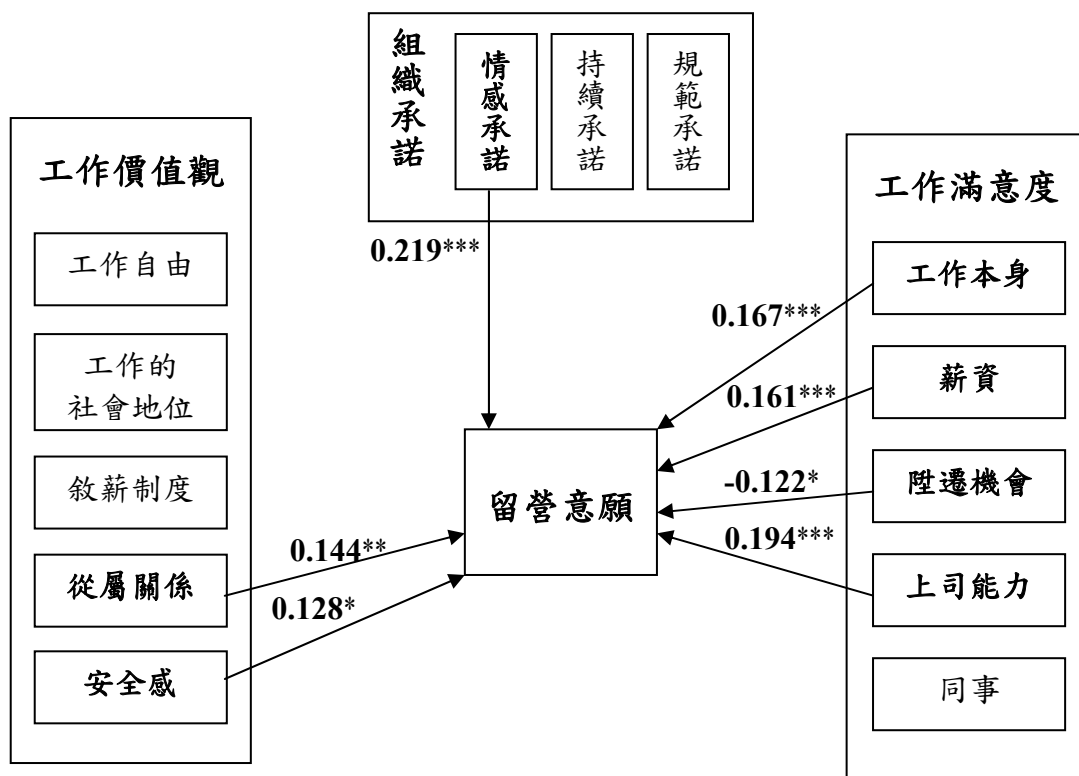 組織承諾
情感承諾
持續承諾
規範承諾
0.219***
工作價值觀
工作自由
工作的
社會地位
敘薪制度
從屬關係
安全感
0.144**
0.128*
留營意願
工作滿意度
工作本身
薪資
陞遷機會
上司能力
同事
0.167***
0.161***
-0.122*
0.194***